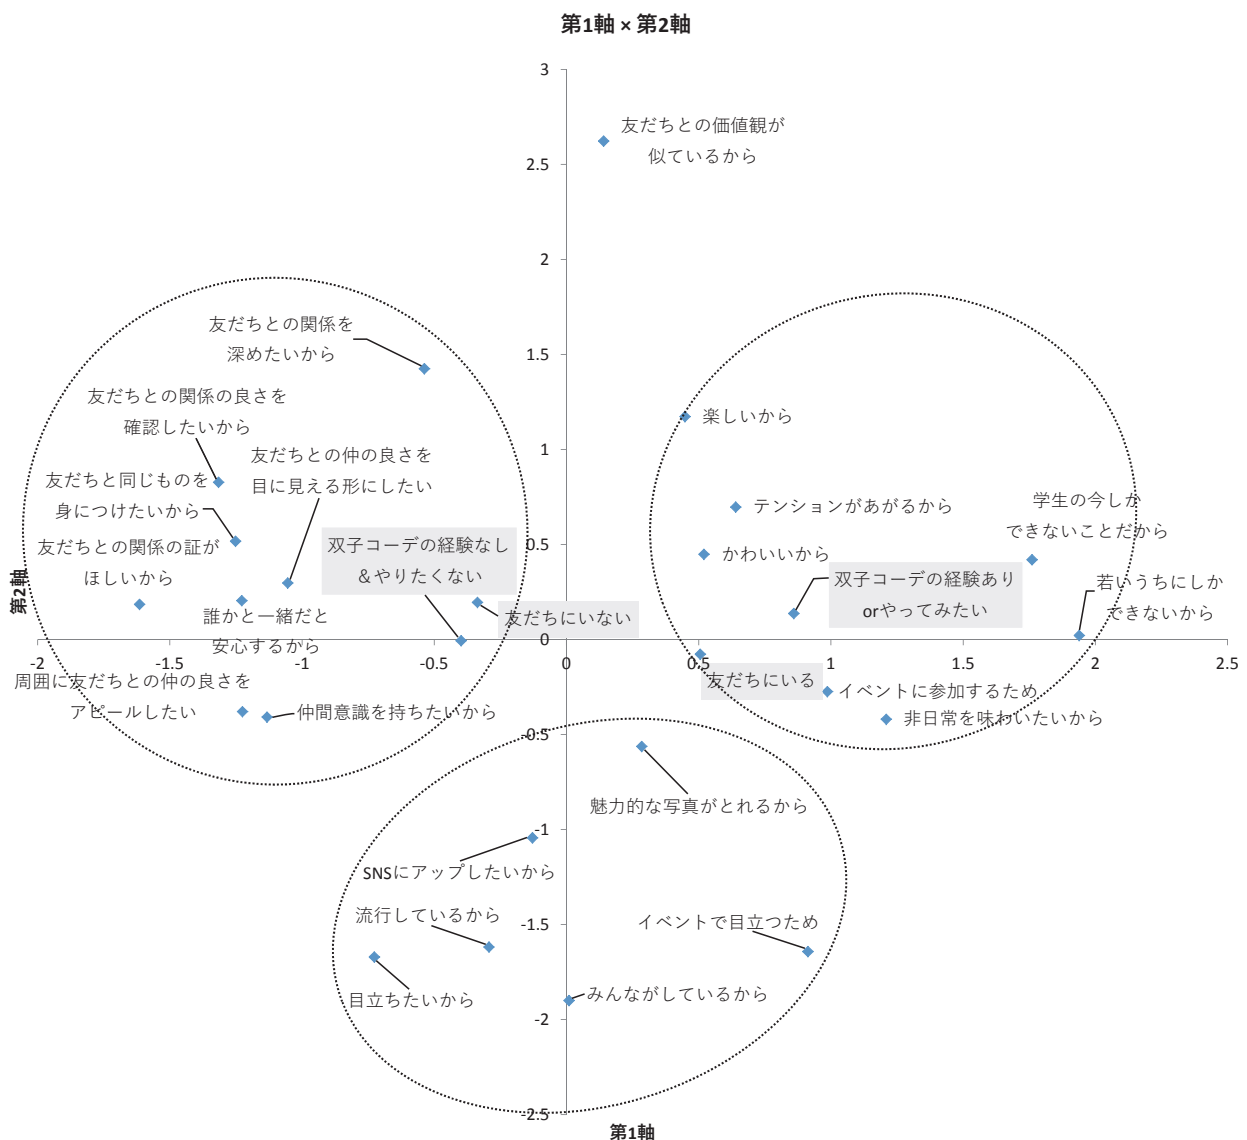 第1軸 × 第2軸
3
友だちとの価値観が
似ているから
2.5
2
友だちとの関係を
深めたいから
1.5
友だちとの関係の良さを
確認したいから
楽しいから
1
友だちとの仲の良さを
目に見える形にしたい
友だちと同じものを
身につけたいから
テンションがあがるから
学生の今しか
できないことだから
友だちとの関係の証が
ほしいから
双子コーデの経験なし
＆やりたくない
0.5
かわいいから
双子コーデの経験あり
orやってみたい
若いうちにしか
できないから
第2軸
誰かと一緒だと
安心するから
友だちにいない
0
-2
-1.5
-1
-0.5
0
0.5
1
1.5
2
2.5
周囲に友だちとの仲の良さを
アピールしたい
仲間意識を持ちたいから
友だちにいる
イベントに参加するため
非日常を味わいたいから
-0.5
魅力的な写真がとれるから
-1
SNSにアップしたいから
流行しているから
イベントで目立つため
-1.5
目立ちたいから
みんながしているから
-2
-2.5
第1軸